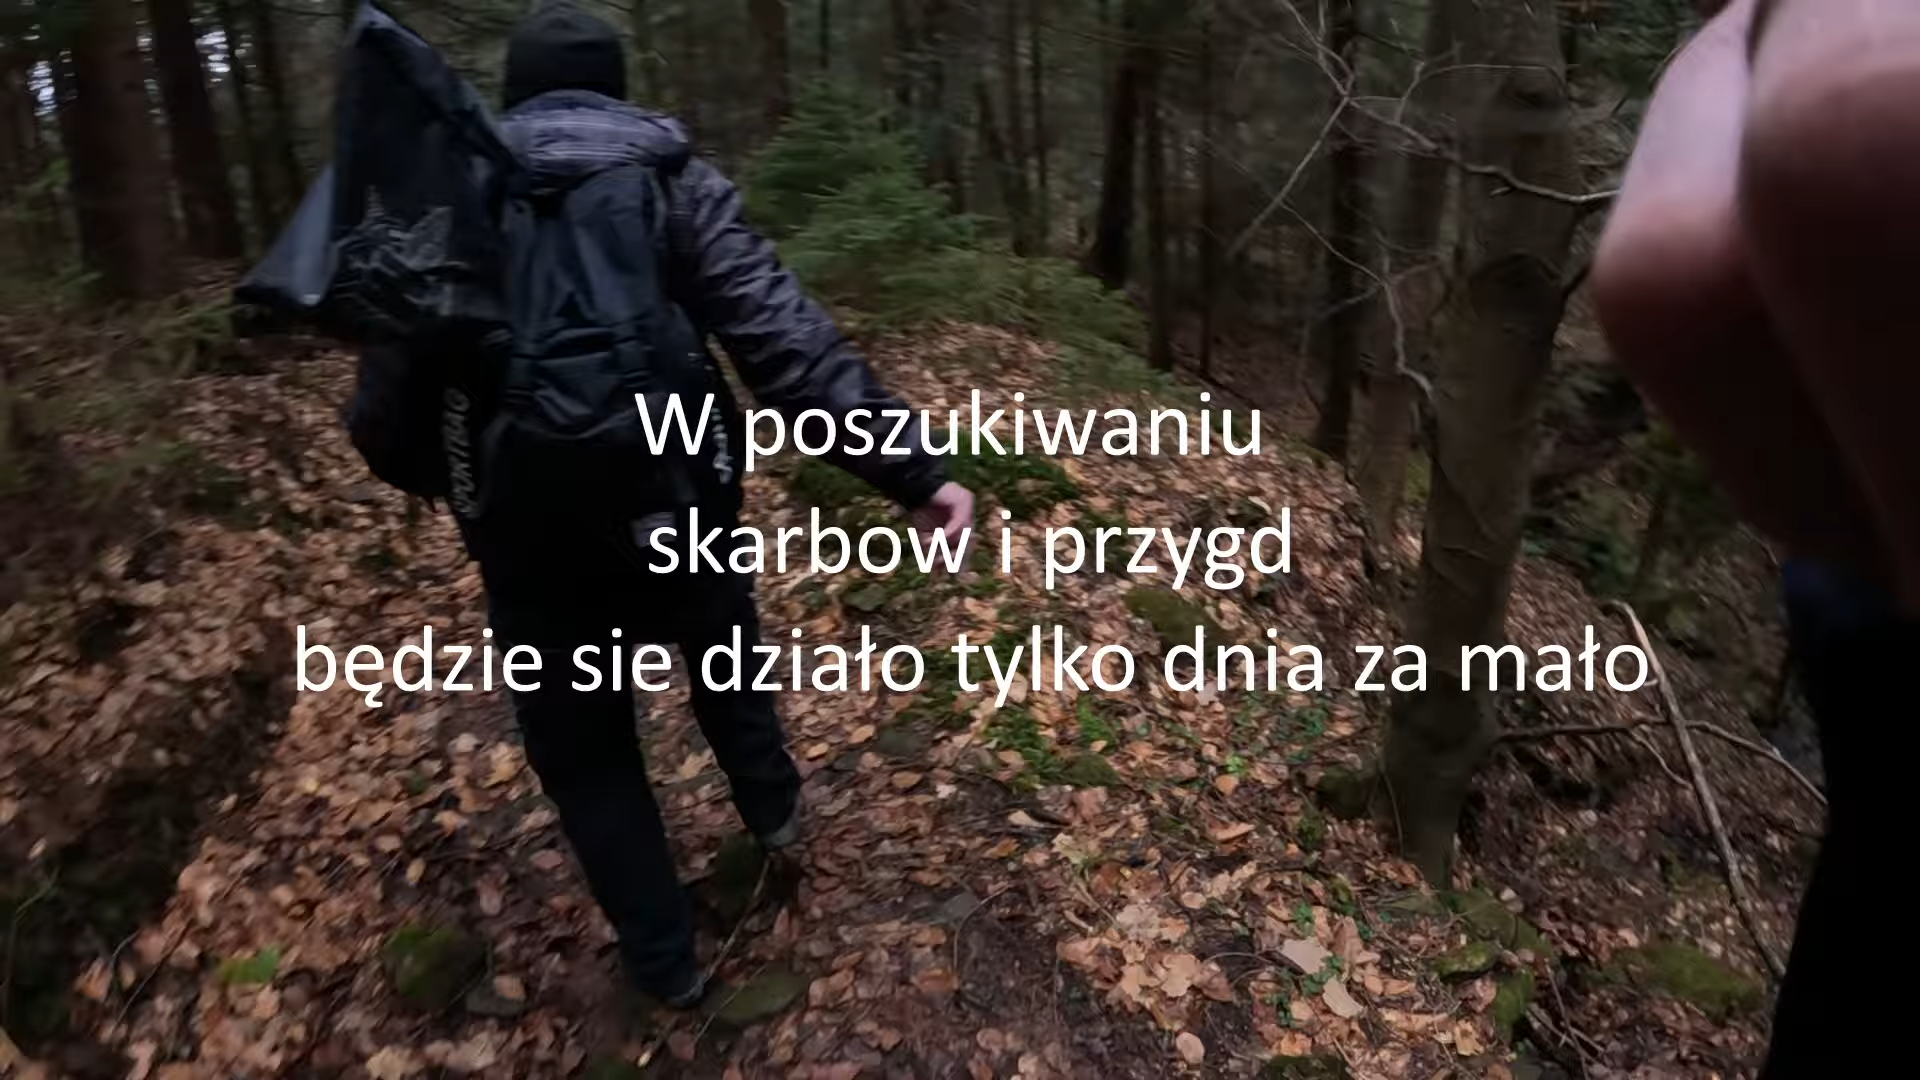 W poszukiwaniu
skarbow i przygd
będzie sie działo tylko dnia za mało